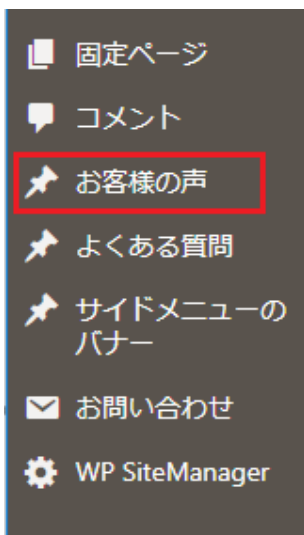 固定ページ
コメント
お客様の声
よくある質問
サイドメニューの
バナー
お問い合わせ
WP SiteManager